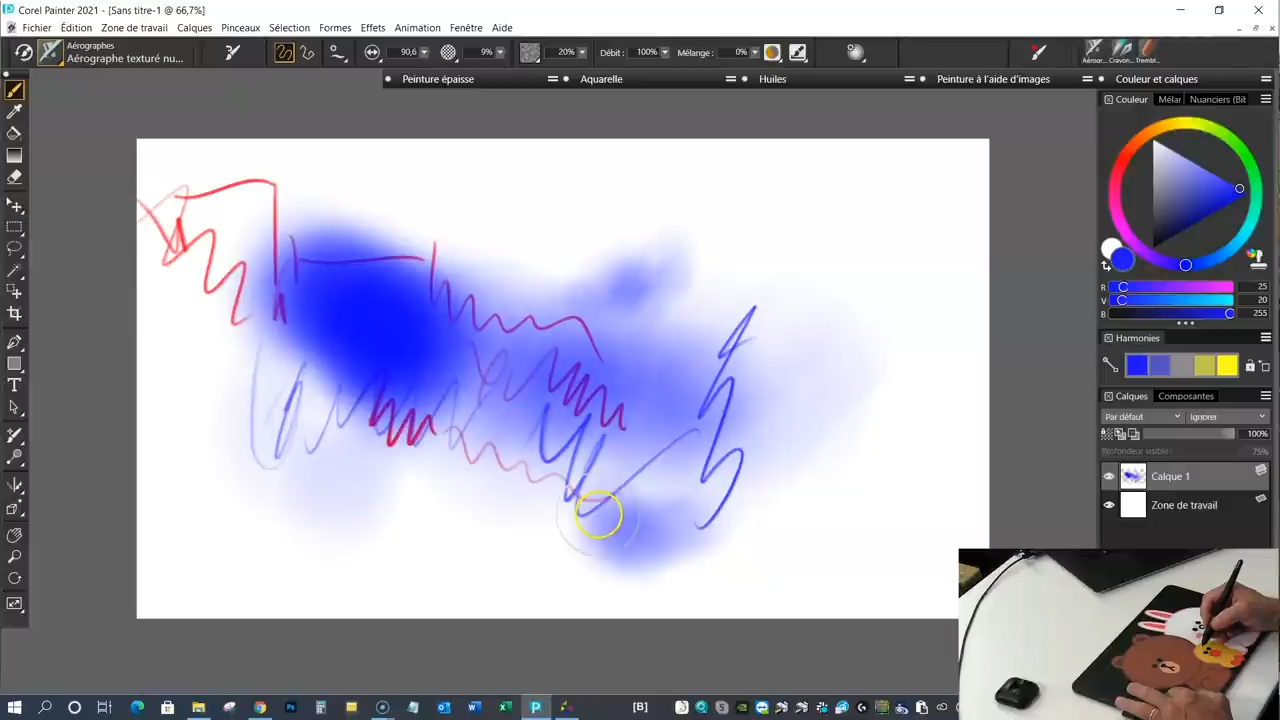 Corel Painter 2021 - [Sans titre-1 @ 66,7%]
Fichier Édition Zone de travail Calques Pinceaux Sélection Formes Effets Animation Fenêtre Aide
Aérographes
Aérographe texturé nu...
90,6 9% 20% Débit : 100% Mélange : 0%
Aérogr... Crayon... Trembl...
Peinture épaisse Aquarelle Huiles Peinture à l'aide d'images Couleur et calques
Couleur Mélar Nuanciers (Bit
R 25
V 20
B 255
Harmonies
Calques Composantes
Par défaut Ignorer
100%
Profondeur visible : 75%
Calque 1
Zone de travail